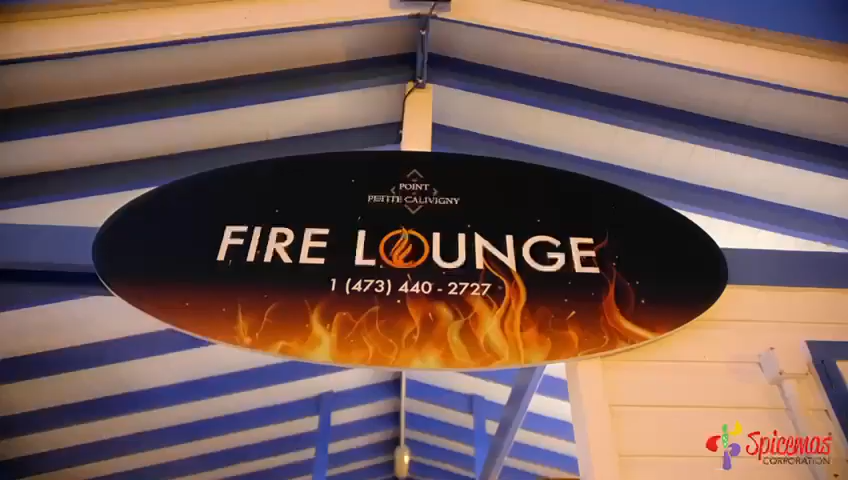 POINT
PETITE CALIVIGNY
FIRE LOUNGE
1 (473) 440 - 2727
Spicemas
CORPORATION